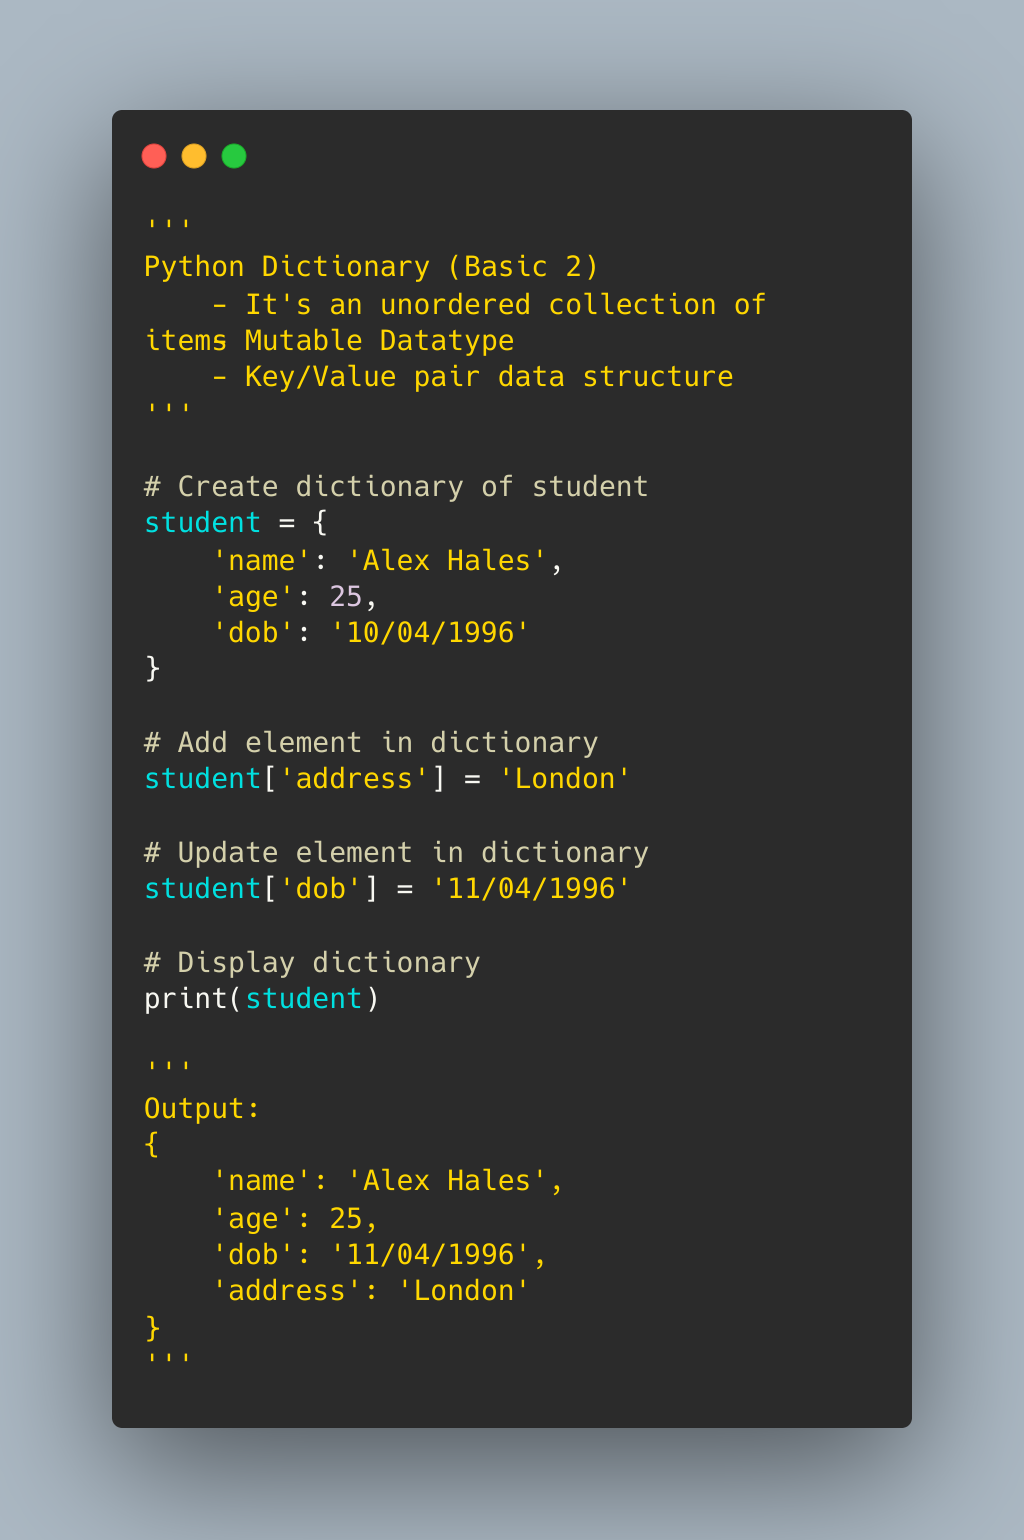 '''
Python Dictionary (Basic 2)
    - It's an unordered collection of
items
    - Mutable Datatype
    - Key/Value pair data structure
'''

# Create dictionary of student
student = {
    'name': 'Alex Hales',
    'age': 25,
    'dob': '10/04/1996'
}

# Add element in dictionary
student['address'] = 'London'

# Update element in dictionary
student['dob'] = '11/04/1996'

# Display dictionary
print(student)

'''
Output:
{
    'name': 'Alex Hales',
    'age': 25,
    'dob': '11/04/1996',
    'address': 'London'
}
'''